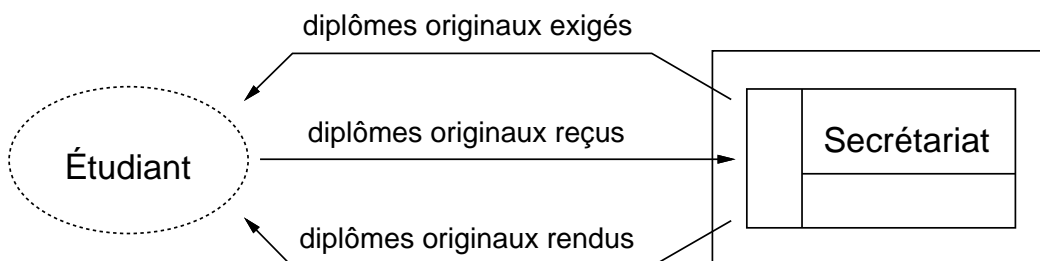 diplômes originaux exigés
diplômes originaux reçus
Étudiant
Secrétariat
diplômes originaux rendus